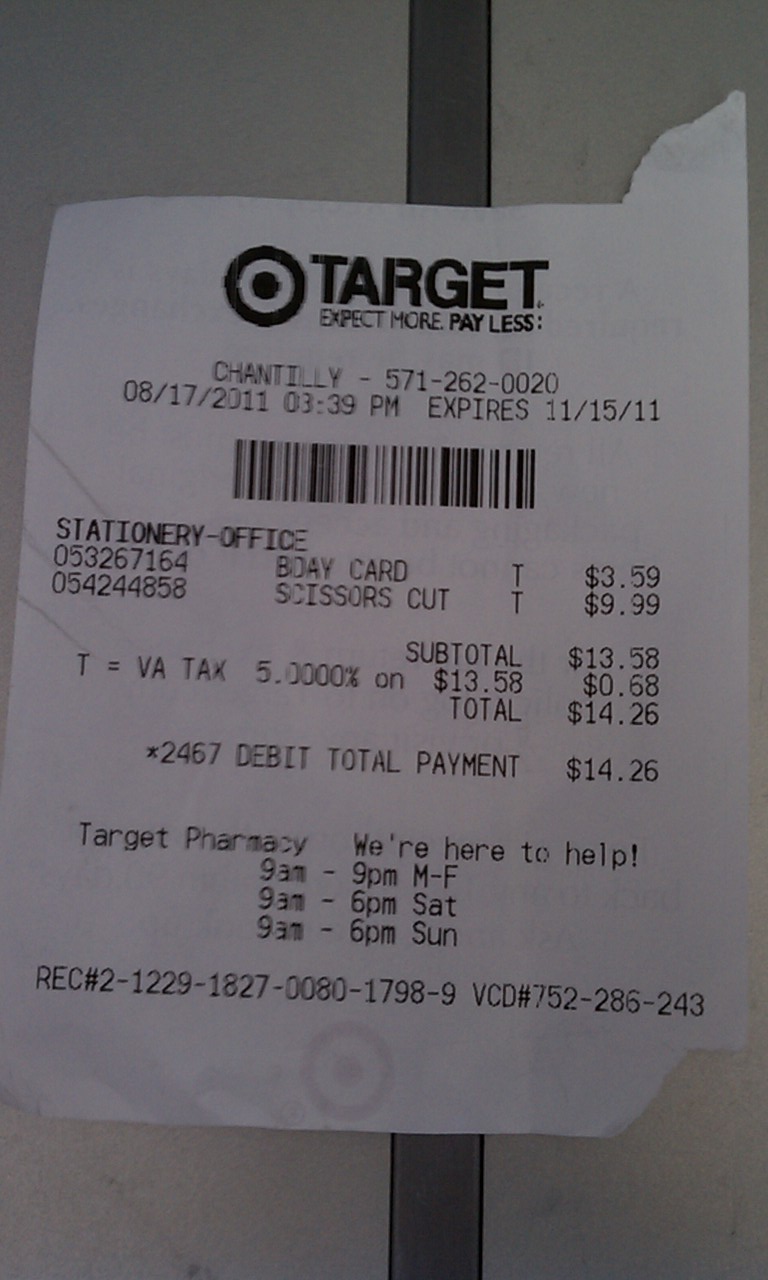 TARGET.
EXPECT MORE. PAY LESS:
CHANTILLY - 571-262-0020
08/17/2011 03:39 PM EXPIRES 11/15/11
STATIONERY-OFFICE
053267164 BDAY CARD T $3.59
054244858 SCISSORS CUT T $9.99
SUBTOTAL $13.58
T = VA TAX 5.0000% on $13.58 $0.68
TOTAL $14.26
*2467 DEBIT TOTAL PAYMENT $14.26
Target Pharmacy We're here to help!
9am - 9pm M-F
9am - 6pm Sat
9am - 6pm Sun
REC#2-1229-1827-0080-1798-9 VCD#752-286-243